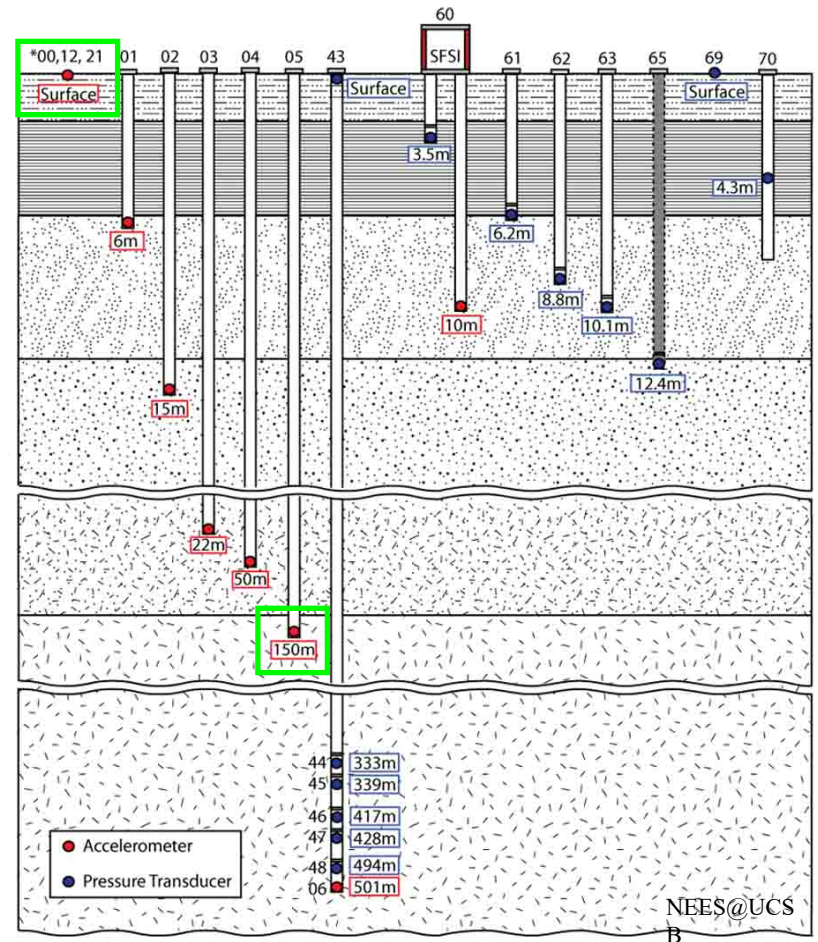 60
*00,12, 21 01 02 03 04 05 43 SFSI 61 62 63 65 69 70
Surface Surface Surface
3.5m
4.3m
6m 6.2m
8.8m
10m 10.1m
12.4m
15m
22m
50m
150m
44 333m
45 339m
46 417m
47 428m
48 494m
06 501m
Accelerometer
Pressure Transducer
NEES@UCS
B